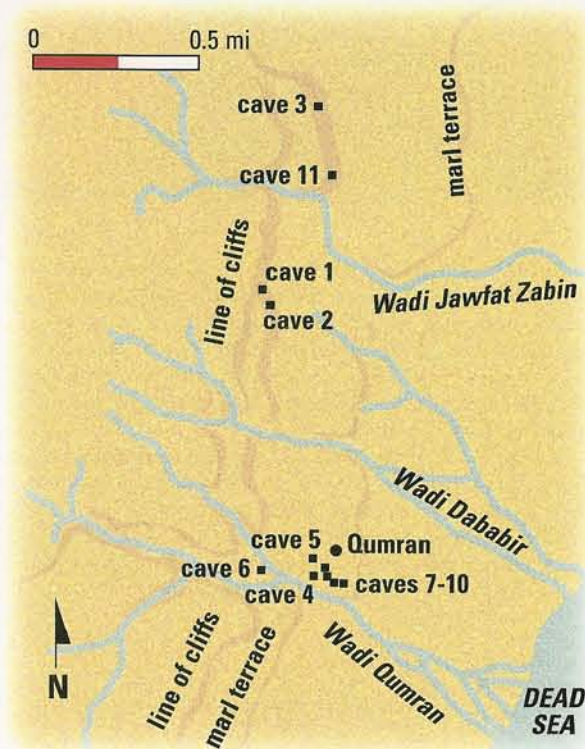 0 0.5 mi
cave 3
marl terrace
cave 11
line of cliffs
cave 1
Wadi Jawfat Zabin
cave 2
Wadi Dababir
cave 5
Qumran
cave 6
caves 7-10
cave 4
Wadi Qumran
line of cliffs
marl terrace
N
DEAD
SEA